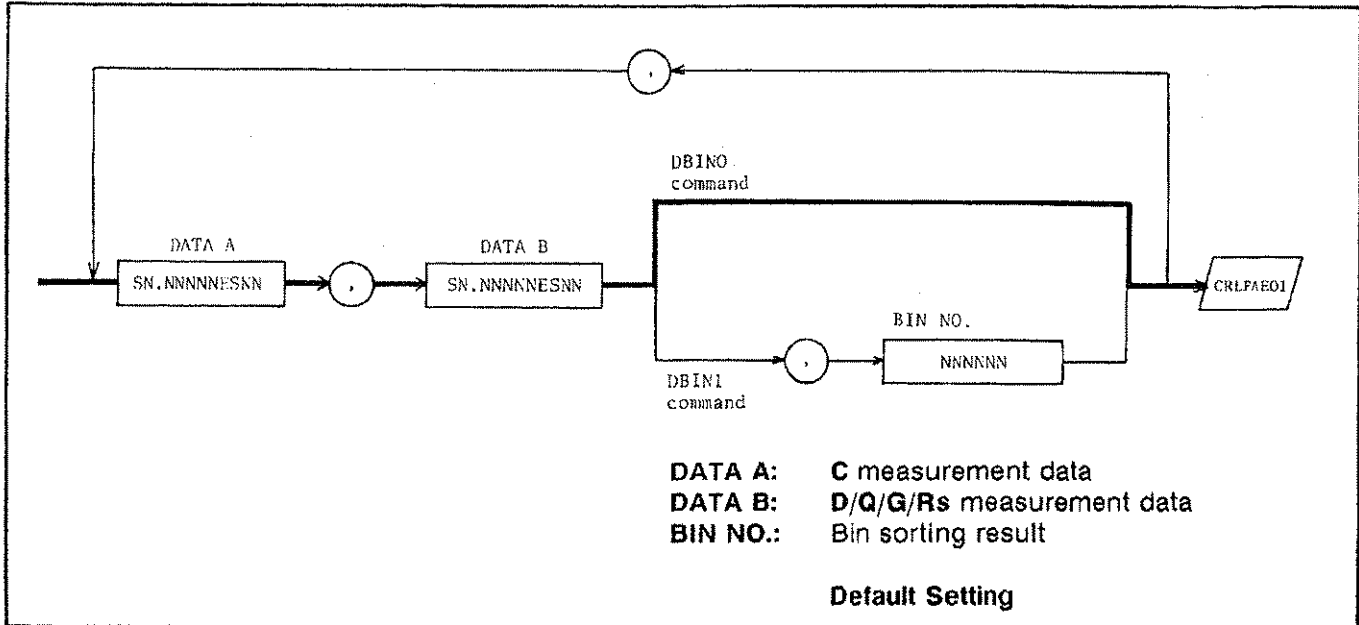 ,
DBIN0
command
DATA A
DATA B
SN.NNNNNESNN
,
SN.NNNNNESNN
CRLFAEOI
BIN NO.
,
NNNNNN
DBIN1
command
DATA A: C measurement data
DATA B: D/Q/G/Rs measurement data
BIN NO.: Bin sorting result
Default Setting